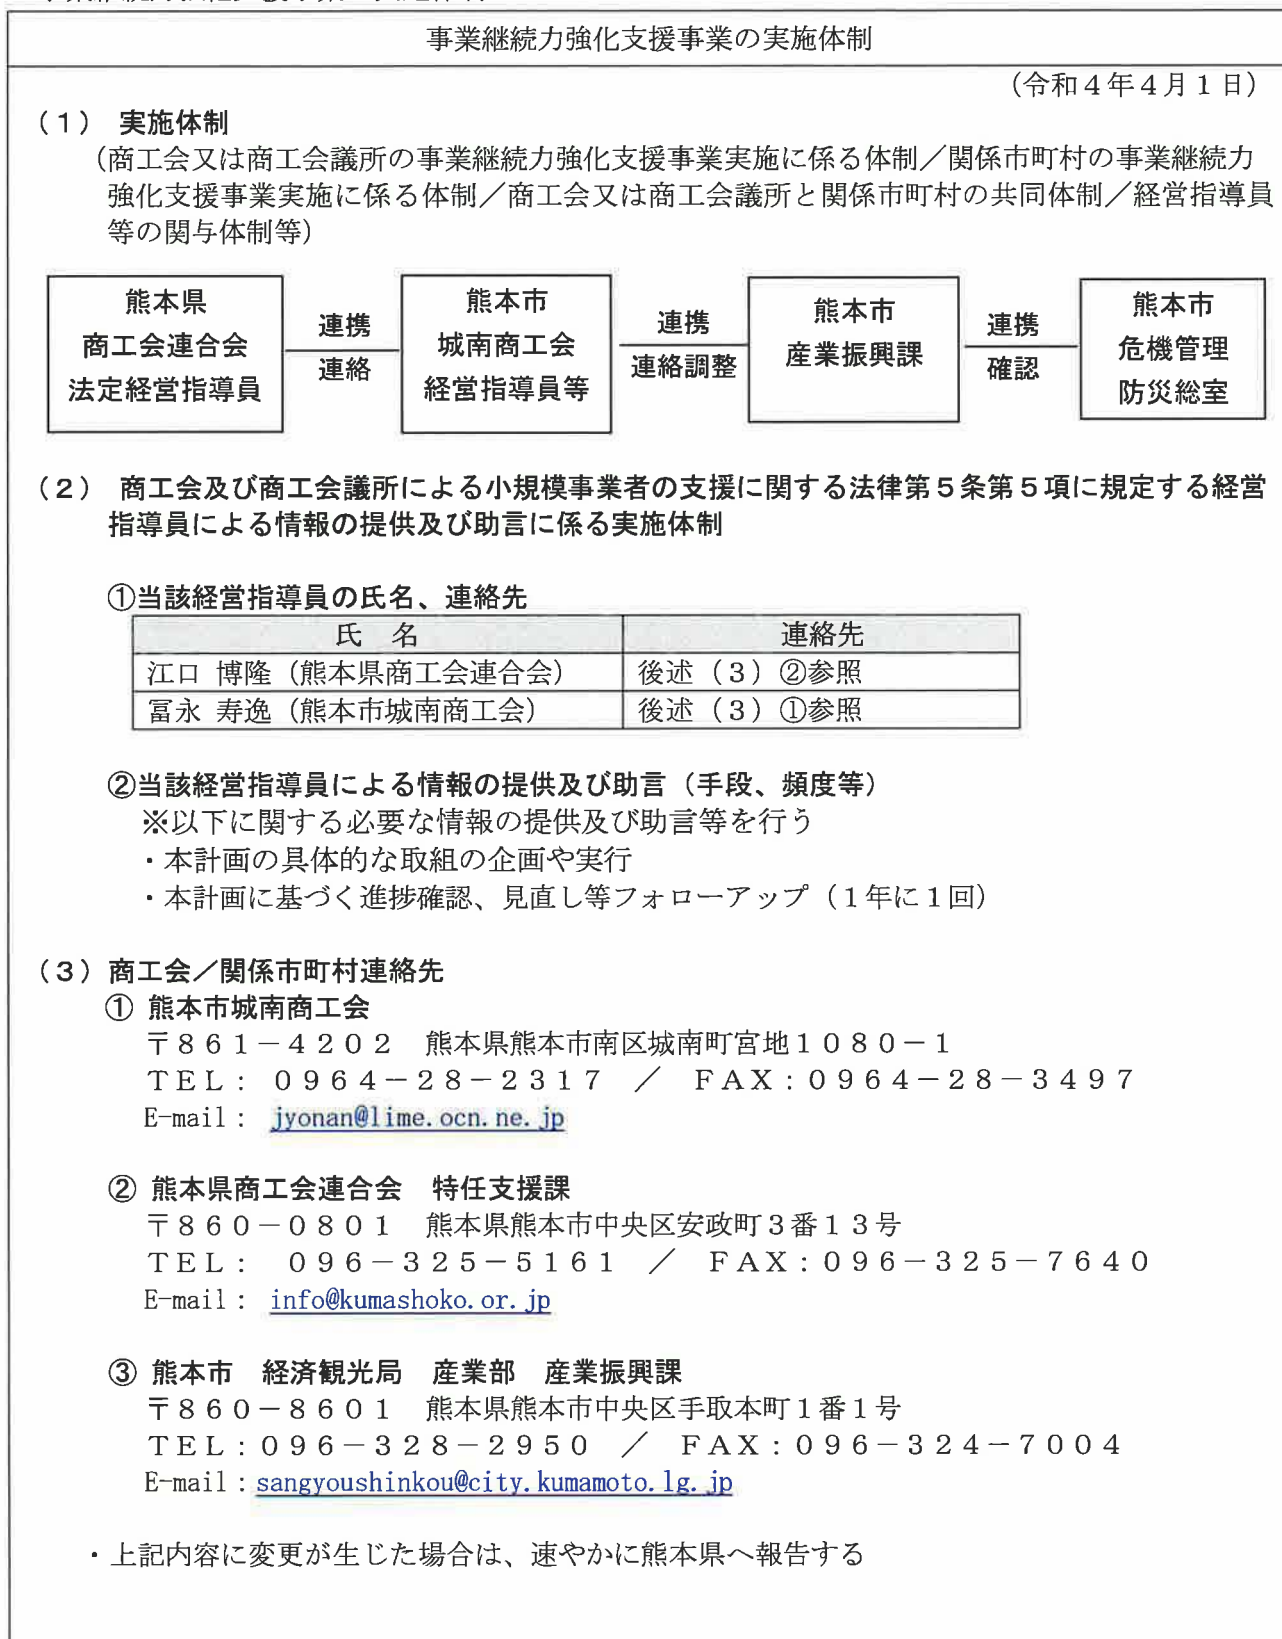 事業継続力強化支援事業の実施体制
（令和４年４月１日）
（１） 実施体制
（商工会又は商工会議所の事業継続力強化支援事業実施に係る体制／関係市町村の事業継続力
強化支援事業実施に係る体制／商工会又は商工会議所と関係市町村の共同体制／経営指導員
等の関与体制等）
熊本県
商工会連合会
法定経営指導員
連携
連絡
熊本市
城南商工会
経営指導員等
連携
連絡調整
熊本市
産業振興課
連携
確認
熊本市
危機管理
防災総室
（２） 商工会及び商工会議所による小規模事業者の支援に関する法律第５条第５項に規定する経営
指導員による情報の提供及び助言に係る実施体制
①当該経営指導員の氏名、連絡先
氏 名 連絡先
江口 博隆（熊本県商工会連合会） 後述（３）②参照
冨永 寿逸（熊本市城南商工会） 後述（３）①参照
②当該経営指導員による情報の提供及び助言（手段、頻度等）
※以下に関する必要な情報の提供及び助言等を行う
・本計画の具体的な取組の企画や実行
・本計画に基づく進捗確認、見直し等フォローアップ（１年に１回）
（３）商工会／関係市町村連絡先
① 熊本市城南商工会
〒８６１－４２０２ 熊本県熊本市南区城南町宮地１０８０－１
ＴＥＬ： ０９６４－２８－２３１７ ／ ＦＡＸ：０９６４－２８－３４９７
E-mail： jyonan@lime.ocn.ne.jp
② 熊本県商工会連合会 特任支援課
〒８６０－０８０１ 熊本県熊本市中央区安政町３番１３号
ＴＥＬ： ０９６－３２５－５１６１ ／ ＦＡＸ：０９６－３２５－７６４０
E-mail： info@kumashoko.or.jp
③ 熊本市 経済観光局 産業部 産業振興課
〒８６０－８６０１ 熊本県熊本市中央区手取本町１番１号
ＴＥＬ：０９６－３２８－２９５０ ／ ＦＡＸ：０９６－３２４－７００４
E-mail：sangyoushinkou@city.kumamoto.lg.jp
・上記内容に変更が生じた場合は、速やかに熊本県へ報告する